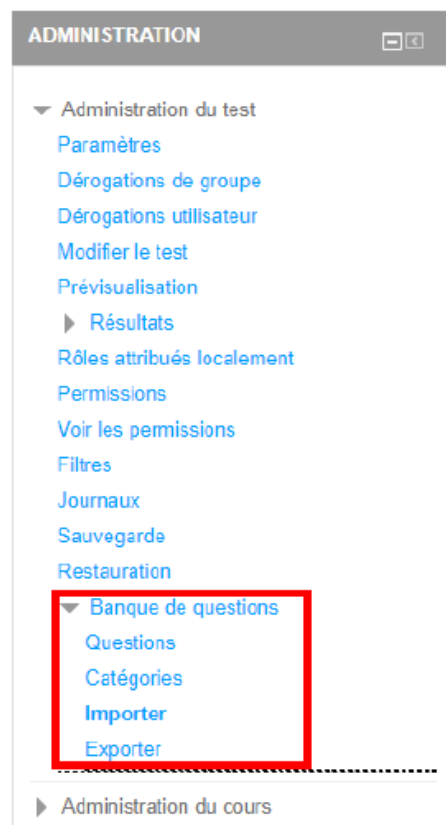 ADMINISTRATION
Administration du test
Paramètres
Dérogations de groupe
Dérogations utilisateur
Modifier le test
Prévisualisation
Résultats
Rôles attribués localement
Permissions
Voir les permissions
Filtres
Journaux
Sauvegarde
Restauration
Banque de questions
Questions
Catégories
Importer
Exporter
Administration du cours